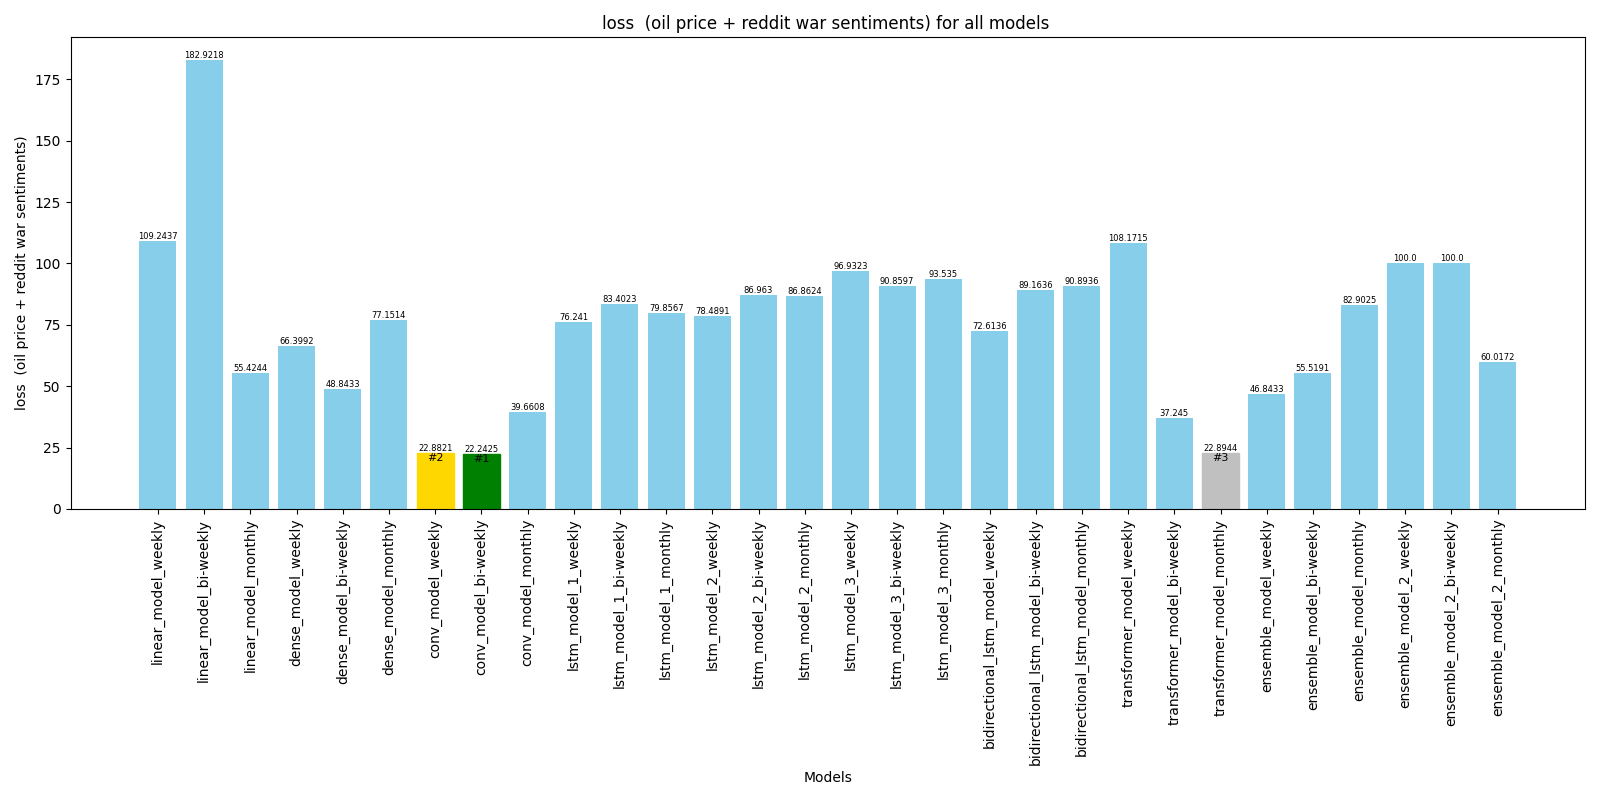 loss  (oil price + reddit war sentiments) for all models
loss  (oil price + reddit war sentiments)
175
150
125
100
75
50
25
0
109.2437
182.9218
55.4244
66.3992
48.8433
77.1514
22.8821
#2
22.2425
#1
39.6608
76.241
83.4023
79.8567
78.4891
86.963
86.8624
96.9323
90.8597
93.535
72.6136
89.1636
90.8936
108.1715
37.245
22.8944
#3
46.8433
55.5191
82.9025
100.0
100.0
60.0172
linear_model_weekly
linear_model_bi-weekly
linear_model_monthly
dense_model_weekly
dense_model_bi-weekly
dense_model_monthly
conv_model_weekly
conv_model_bi-weekly
conv_model_monthly
lstm_model_1_weekly
lstm_model_1_bi-weekly
lstm_model_1_monthly
lstm_model_2_weekly
lstm_model_2_bi-weekly
lstm_model_2_monthly
lstm_model_3_weekly
lstm_model_3_bi-weekly
lstm_model_3_monthly
bidirectional_lstm_model_weekly
bidirectional_lstm_model_bi-weekly
bidirectional_lstm_model_monthly
transformer_model_weekly
transformer_model_bi-weekly
transformer_model_monthly
ensemble_model_weekly
ensemble_model_bi-weekly
ensemble_model_monthly
ensemble_model_2_weekly
ensemble_model_2_bi-weekly
ensemble_model_2_monthly
Models